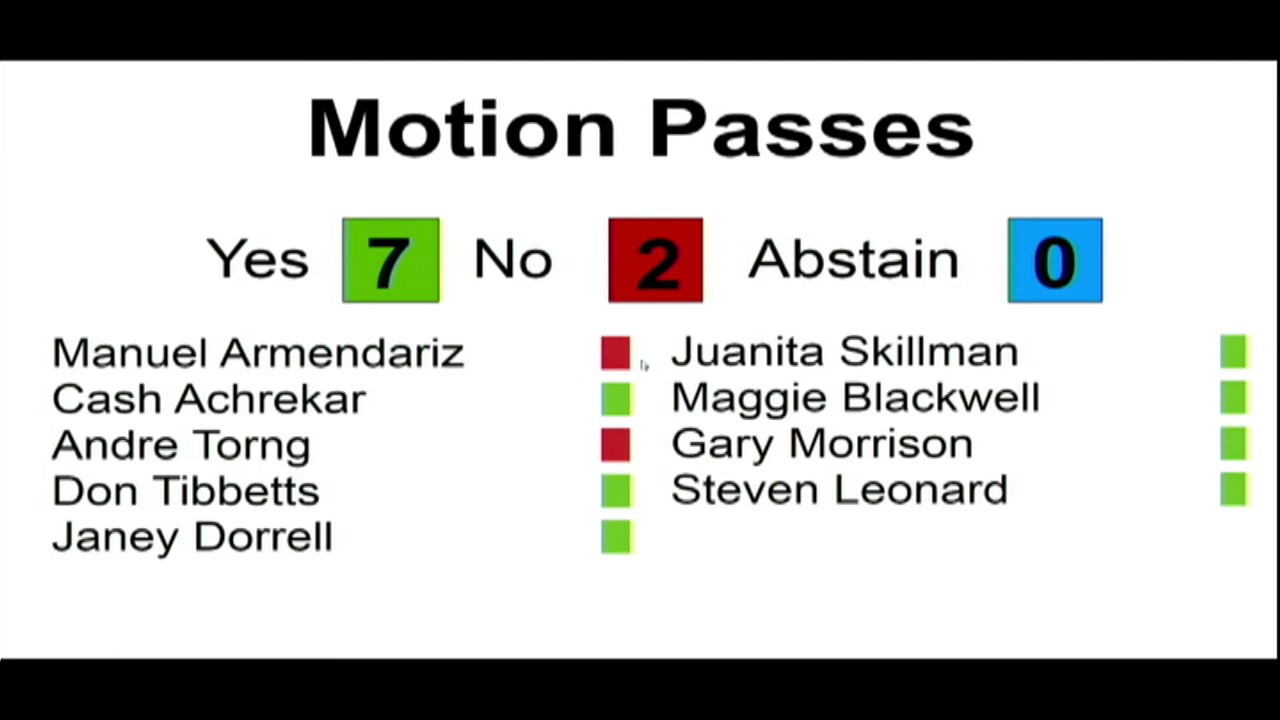 Motion Passes
Yes 7 No 2 Abstain 0
Manuel Armendariz
Cash Achrekar
Andre Torng
Don Tibbetts
Janey Dorrell
Juanita Skillman
Maggie Blackwell
Gary Morrison
Steven Leonard